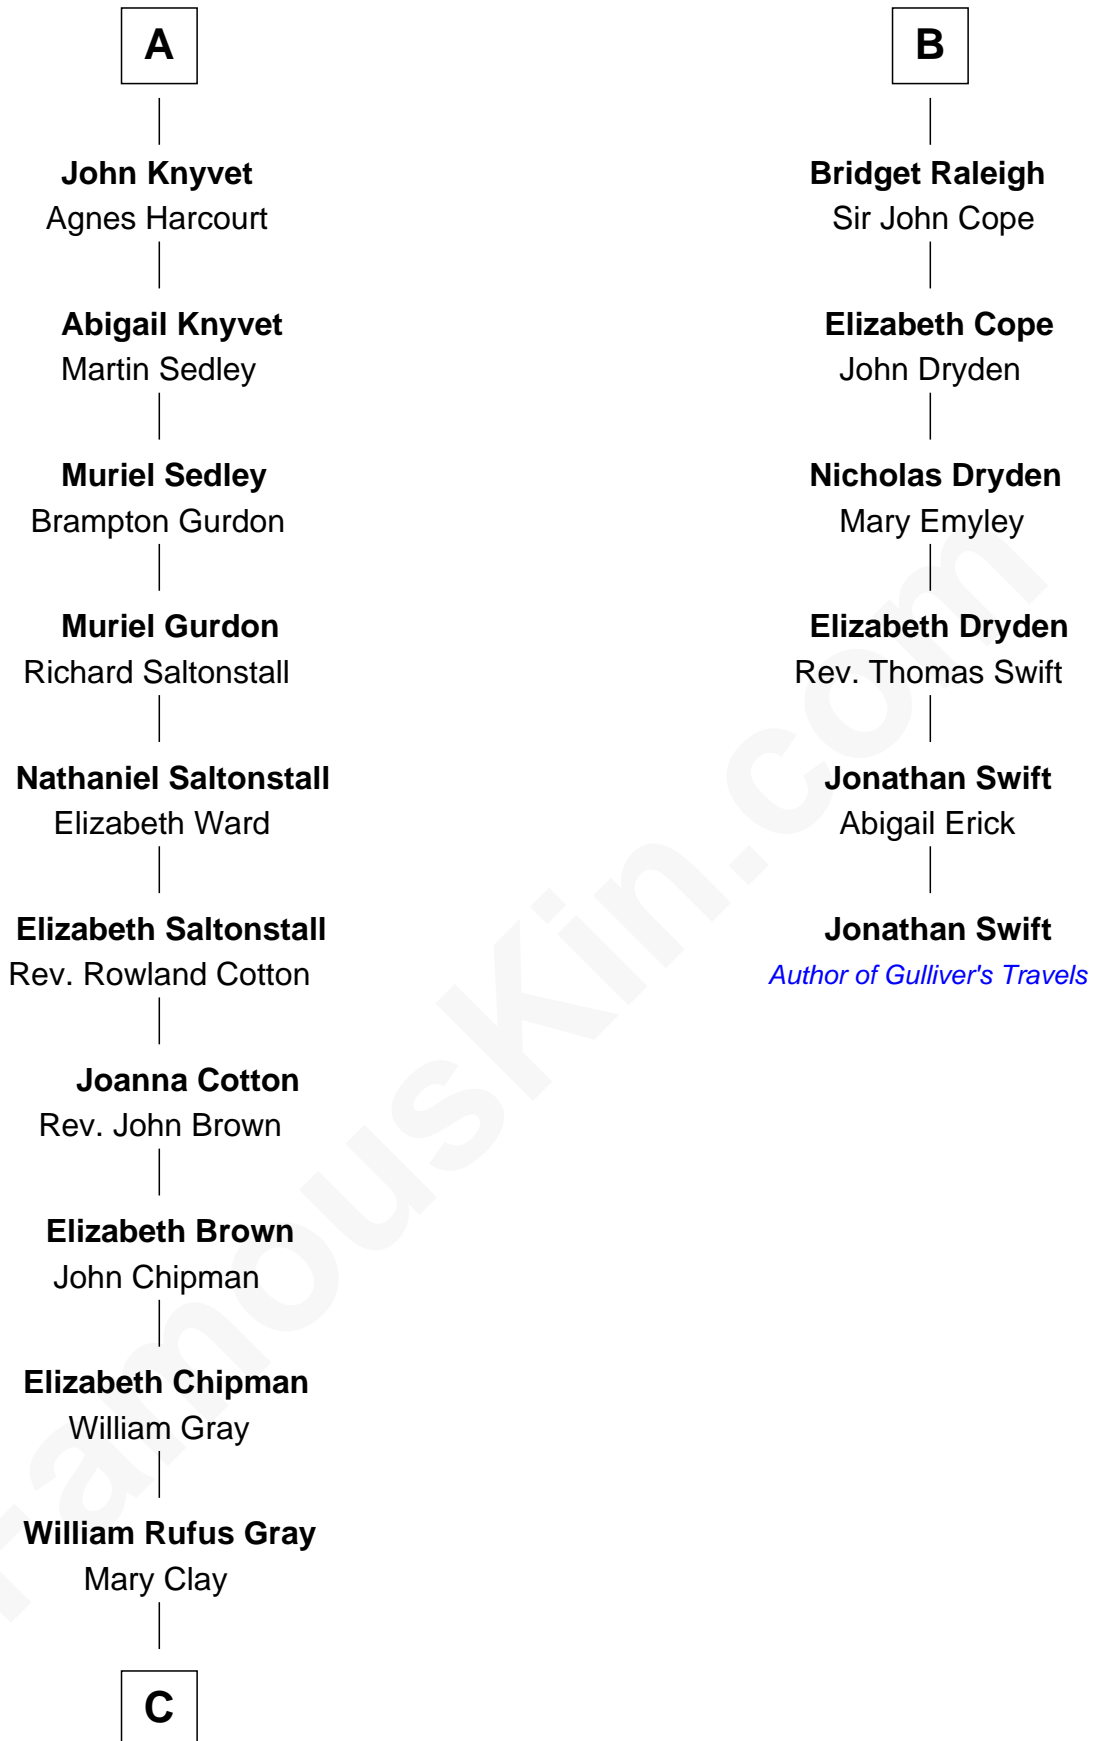 A
John Knyvet
Agnes Harcourt
Abigail Knyvet
Martin Sedley
Muriel Sedley
Brampton Gurdon
Muriel Gurdon
Richard Saltonstall
Nathaniel Saltonstall
Elizabeth Ward
Elizabeth Saltonstall
Rev. Rowland Cotton
Joanna Cotton
Rev. John Brown
Elizabeth Brown
John Chipman
Elizabeth Chipman
William Gray
William Rufus Gray
Mary Clay
C
B
Bridget Raleigh
Sir John Cope
Elizabeth Cope
John Dryden
Nicholas Dryden
Mary Emyley
Elizabeth Dryden
Rev. Thomas Swift
Jonathan Swift
Abigail Erick
Jonathan Swift
Author of Gulliver's Travels
FamousKin.com